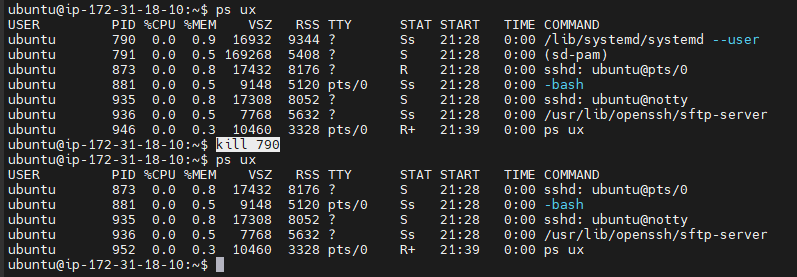 ubuntu@ip-172-31-18-10:~$ ps ux
USER PID %CPU %MEM VSZ RSS TTY STAT START TIME COMMAND
ubuntu 790 0.0 0.9 16932 9344 ? Ss 21:28 0:00 /lib/systemd/systemd --user
ubuntu 791 0.0 0.5 169268 5408 ? S 21:28 0:00 (sd-pam)
ubuntu 873 0.0 0.8 17432 8176 ? R 21:28 0:00 sshd: ubuntu@pts/0
ubuntu 881 0.0 0.5 9148 5120 pts/0 Ss 21:28 0:00 -bash
ubuntu 935 0.0 0.8 17308 8052 ? S 21:28 0:00 sshd: ubuntu@notty
ubuntu 936 0.0 0.5 7768 5632 ? Ss 21:28 0:00 /usr/lib/openssh/sftp-server
ubuntu 946 0.0 0.3 10460 3328 pts/0 R+ 21:39 0:00 ps ux
ubuntu@ip-172-31-18-10:~$ kill 790
ubuntu@ip-172-31-18-10:~$ ps ux
USER PID %CPU %MEM VSZ RSS TTY STAT START TIME COMMAND
ubuntu 873 0.0 0.8 17432 8176 ? S 21:28 0:00 sshd: ubuntu@pts/0
ubuntu 881 0.0 0.5 9148 5120 pts/0 Ss 21:28 0:00 -bash
ubuntu 935 0.0 0.8 17308 8052 ? S 21:28 0:00 sshd: ubuntu@notty
ubuntu 936 0.0 0.5 7768 5632 ? Ss 21:28 0:00 /usr/lib/openssh/sftp-server
ubuntu 952 0.0 0.3 10460 3328 pts/0 R+ 21:39 0:00 ps ux
ubuntu@ip-172-31-18-10:~$